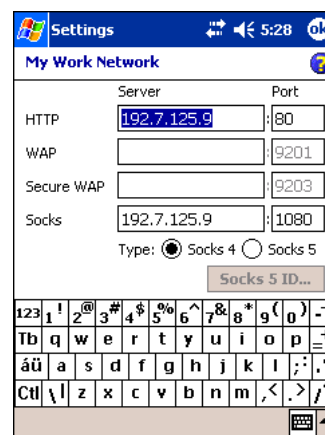 Settings 5:28 ok
My Work Network ?
Server Port
HTTP 192.7.125.9 : 80
WAP : 9201
Secure WAP : 9203
Socks 192.7.125.9 : 1080
Type: Socks 4 Socks 5
Socks 5 ID...
123 1 ! 2 @ 3 # 4 $ 5 % 6 ^ 7 & 8 * 9 ( 0 ) -
Tb q w e r t y u i o p =
áü a s d f g h j k l ; : '
Ctl \ | z x c v b n m , < . > /